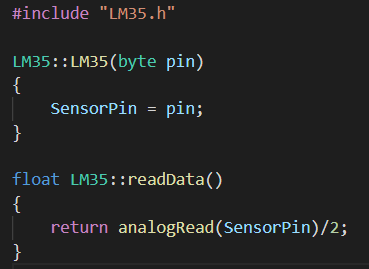 #include "LM35.h"
LM35::LM35(byte pin)
{
SensorPin = pin;
}
float LM35::readData()
{
return analogRead(SensorPin)/2;
}